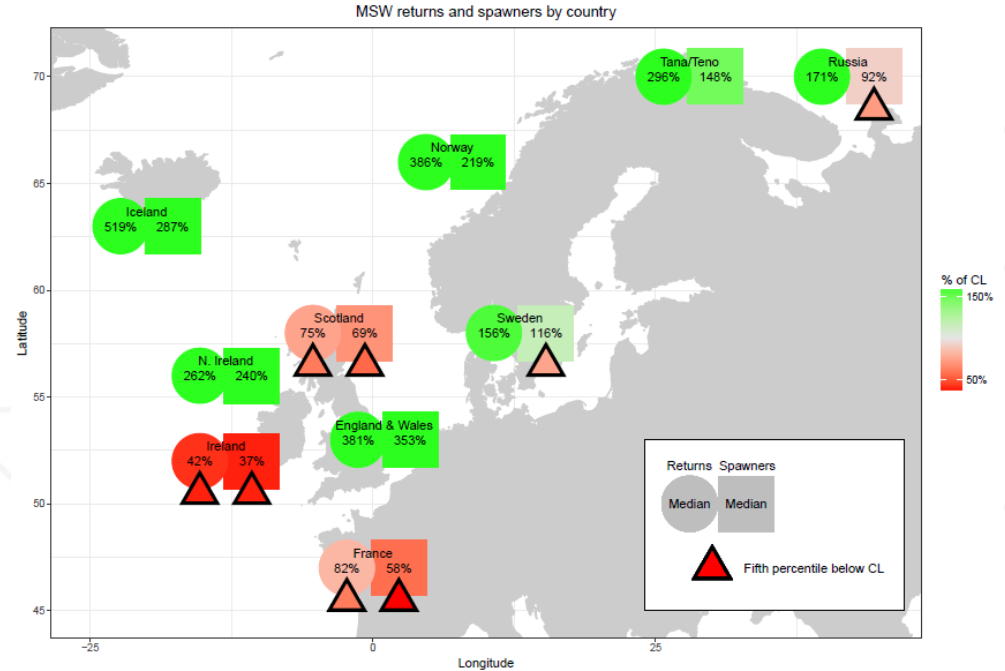 MSW returns and spawners by country
70
65
60
55
50
45
Latitude
−25
0
25
Longitude
Tana/Teno
296% 148%
Russia
171% 92%
Norway
386% 219%
Iceland
519% 287%
Scotland
75% 69%
Sweden
156% 116%
N. Ireland
262% 240%
England & Wales
381% 353%
Ireland
42% 37%
France
82% 58%
% of CL
150%
50%
Returns Spawners
Median Median
Fifth percentile below CL